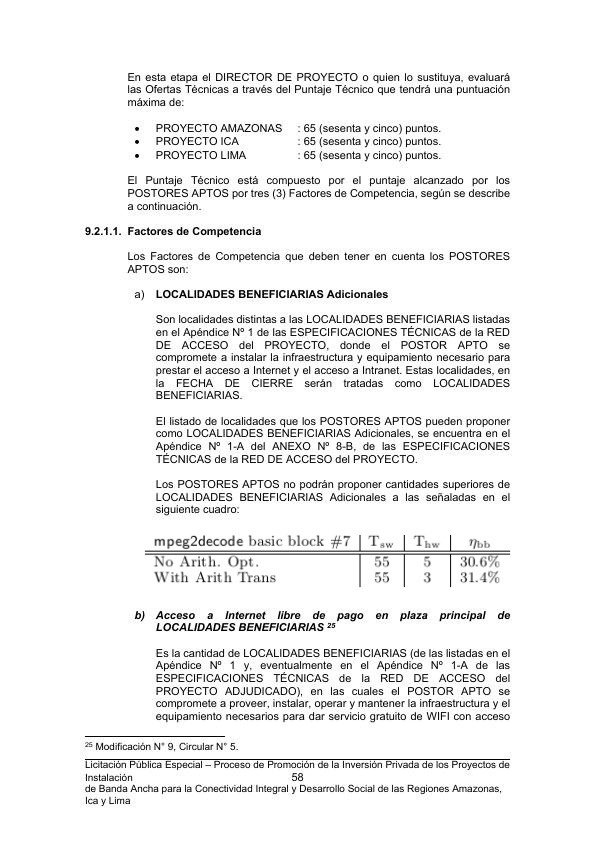 En esta etapa el DIRECTOR DE PROYECTO o quien lo sustituya, evaluará
las Ofertas Técnicas a través del Puntaje Técnico que tendrá una puntuación
máxima de:
• PROYECTO AMAZONAS : 65 (sesenta y cinco) puntos.
• PROYECTO ICA : 65 (sesenta y cinco) puntos.
• PROYECTO LIMA : 65 (sesenta y cinco) puntos.
El Puntaje Técnico está compuesto por el puntaje alcanzado por los
POSTORES APTOS por tres (3) Factores de Competencia, según se describe
a continuación.
9.2.1.1. Factores de Competencia
Los Factores de Competencia que deben tener en cuenta los POSTORES
APTOS son:
a) LOCALIDADES BENEFICIARIAS Adicionales
Son localidades distintas a las LOCALIDADES BENEFICIARIAS listadas
en el Apéndice Nº 1 de las ESPECIFICACIONES TÉCNICAS de la RED
DE ACCESO del PROYECTO, donde el POSTOR APTO se
compromete a instalar la infraestructura y equipamiento necesario para
prestar el acceso a Internet y el acceso a Intranet. Estas localidades, en
la FECHA DE CIERRE serán tratadas como LOCALIDADES
BENEFICIARIAS.
El listado de localidades que los POSTORES APTOS pueden proponer
como LOCALIDADES BENEFICIARIAS Adicionales, se encuentra en el
Apéndice Nº 1-A del ANEXO Nº 8-B, de las ESPECIFICACIONES
TÉCNICAS de la RED DE ACCESO del PROYECTO.
Los POSTORES APTOS no podrán proponer cantidades superiores de
LOCALIDADES BENEFICIARIAS Adicionales a las señaladas en el
siguiente cuadro:
mpeg2decode basic block #7 | T_sw | T_hw | η_bb
No Arith. Opt. | 55 | 5 | 30.6%
With Arith Trans | 55 | 3 | 31.4%
b) Acceso a Internet libre de pago en plaza principal de
LOCALIDADES BENEFICIARIAS 25
Es la cantidad de LOCALIDADES BENEFICIARIAS (de las listadas en el
Apéndice Nº 1 y, eventualmente en el Apéndice Nº 1-A de las
ESPECIFICACIONES TÉCNICAS de la RED DE ACCESO del
PROYECTO ADJUDICADO), en las cuales el POSTOR APTO se
compromete a proveer, instalar, operar y mantener la infraestructura y el
equipamiento necesarios para dar servicio gratuito de WIFI con acceso
25 Modificación N° 9, Circular N° 5.
Licitación Pública Especial – Proceso de Promoción de la Inversión Privada de los Proyectos de
Instalación 58
de Banda Ancha para la Conectividad Integral y Desarrollo Social de las Regiones Amazonas,
Ica y Lima